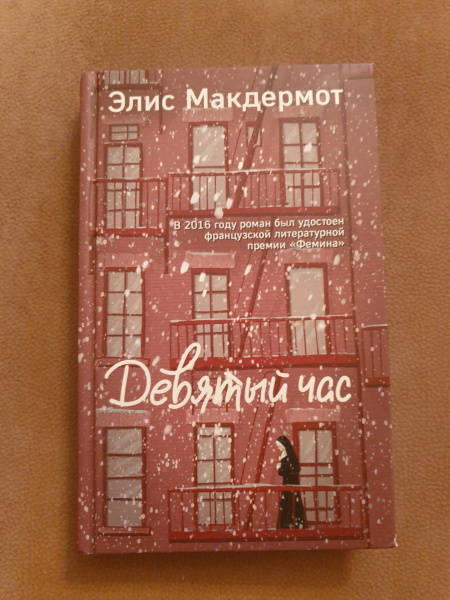 Элис Макдермот
В 2016 году роман был удостоен
французской литературной
премии «Фемина»
Девятый час